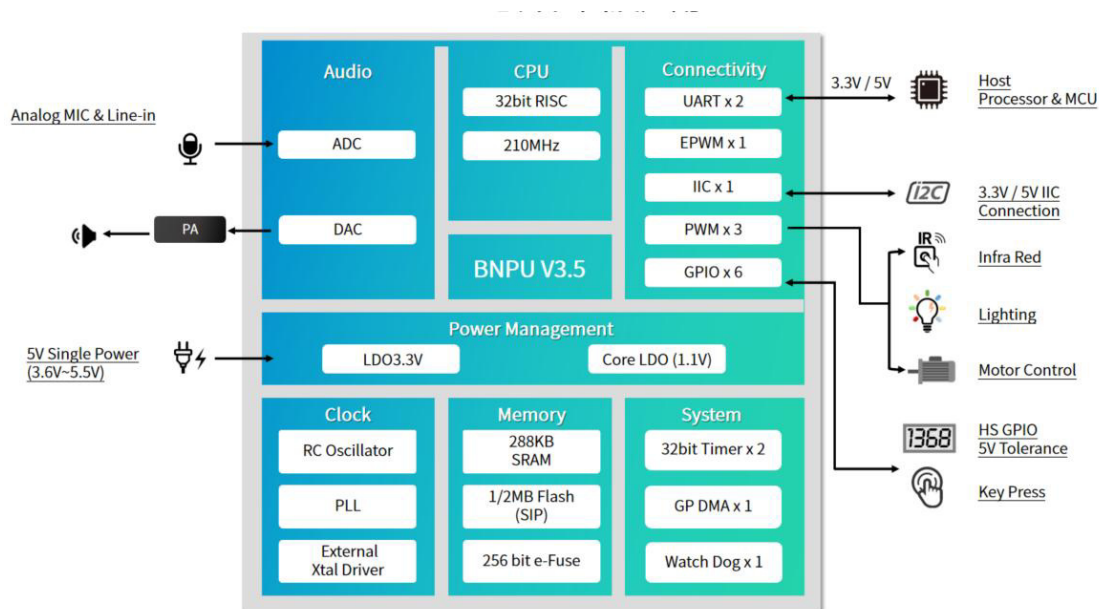 Audio
ADC
DAC
CPU
32bit RISC
210MHz
BNPU V3.5
Connectivity
UART x 2
EPWM x 1
IIC x 1
PWM x 3
GPIO x 6
Analog MIC & Line-in
PA
3.3V / 5V
Host
Processor & MCU
I2C
3.3V / 5V IIC
Connection
IR
Infra Red
Lighting
Motor Control
1368
HS GPIO
5V Tolerance
Key Press
5V Single Power
(3.6V~5.5V)
Power Management
LDO3.3V
Core LDO (1.1V)
Clock
RC Oscillator
PLL
External
Xtal Driver
Memory
288KB
SRAM
1/2MB Flash
(SIP)
256 bit e-Fuse
System
32bit Timer x 2
GP DMA x 1
Watch Dog x 1